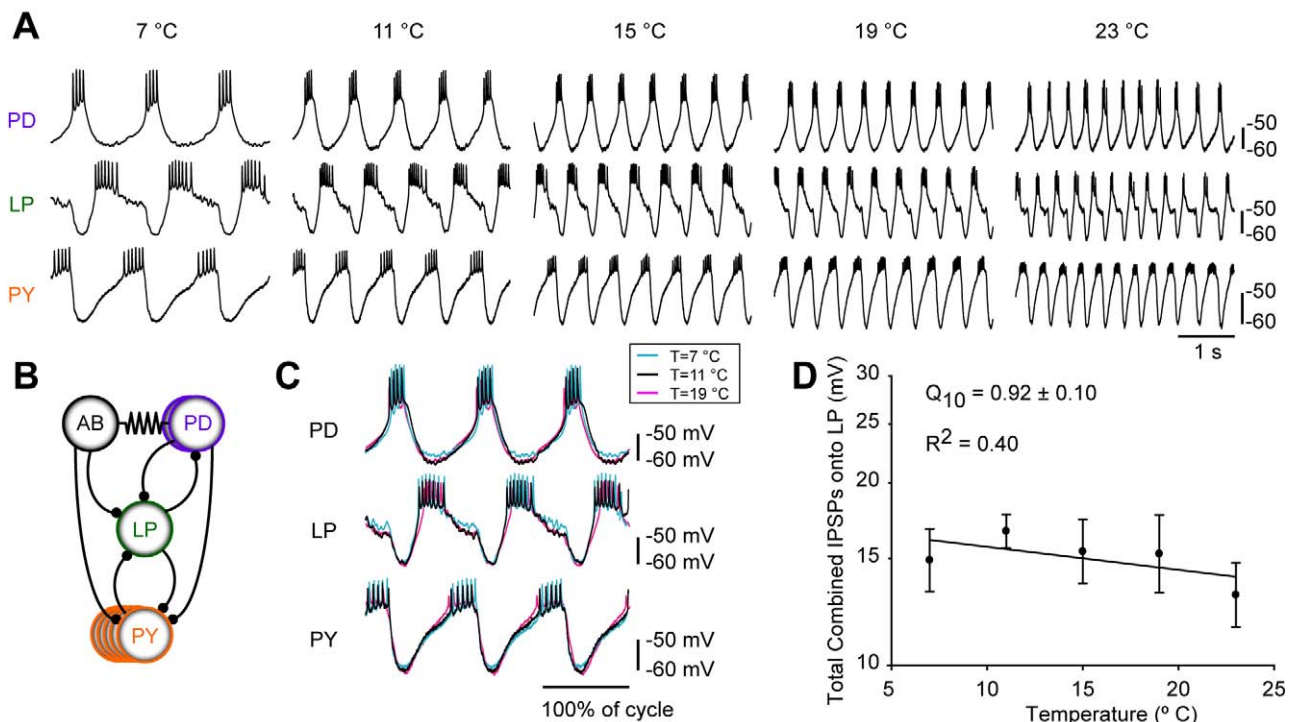 A
7 °C 11 °C 15 °C 19 °C 23 °C
PD
-50
-60
LP
-50
-60
PY
-50
-60
1 s
B
AB
PD
LP
PY
C
T=7 °C
T=11 °C
T=19 °C
PD
-50 mV
-60 mV
LP
-50 mV
-60 mV
PY
-50 mV
-60 mV
100% of cycle
D
Total Combined IPSPs onto LP (mV)
30
25
20
15
10
Q10 = 0.92 ± 0.10
R2 = 0.40
5 10 15 20 25
Temperature (º C)